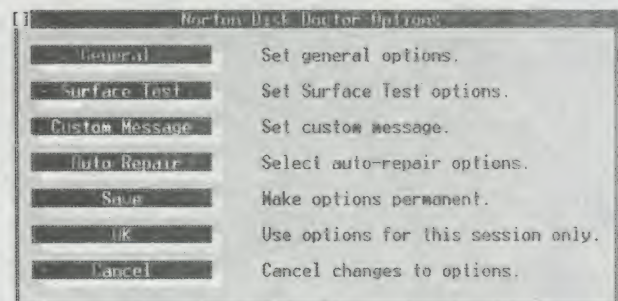 [ ] Norton Disk Doctor Options
General Set general options.
Surface Test Set Surface Test options.
Custom Message Set custom message.
Auto Repair Select auto-repair options.
Save Make options permanent.
OK Use options for this session only.
Cancel Cancel changes to options.